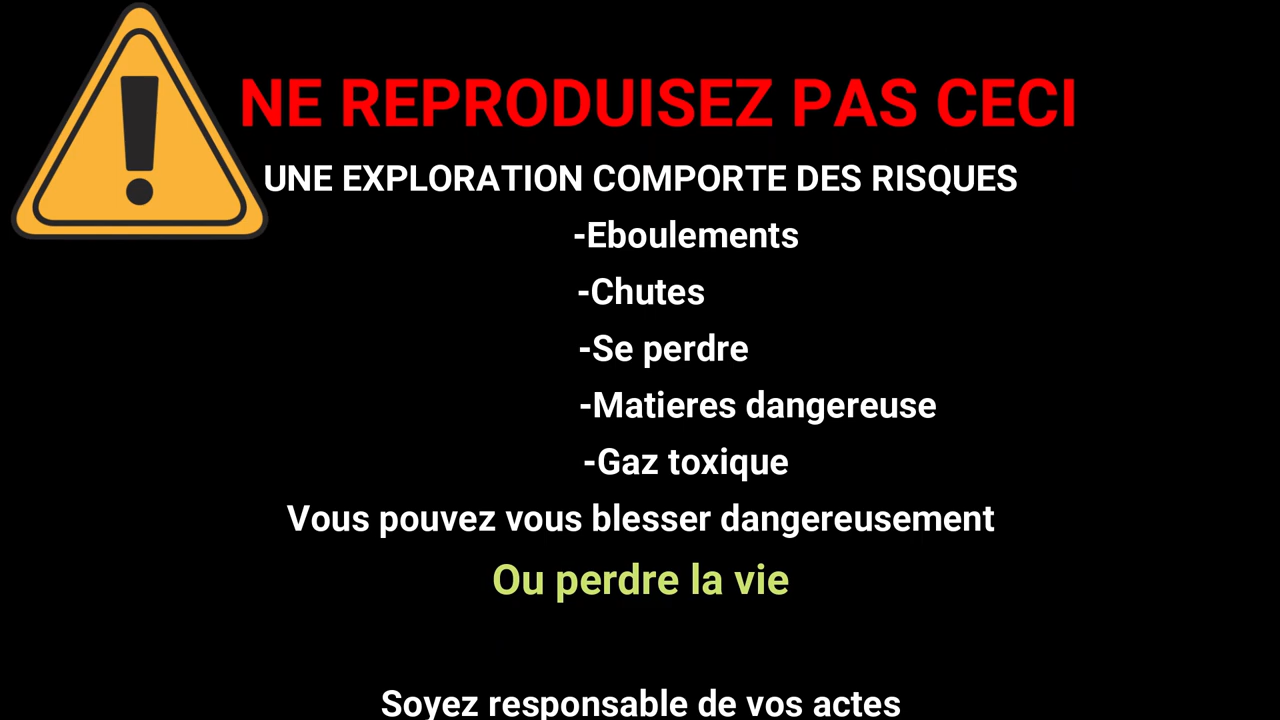 NE REPRODUISEZ PAS CECI
UNE EXPLORATION COMPORTE DES RISQUES
-Eboulements
-Chutes
-Se perdre
-Matieres dangereuse
-Gaz toxique
Vous pouvez vous blesser dangereusement
Ou perdre la vie
Soyez responsable de vos actes